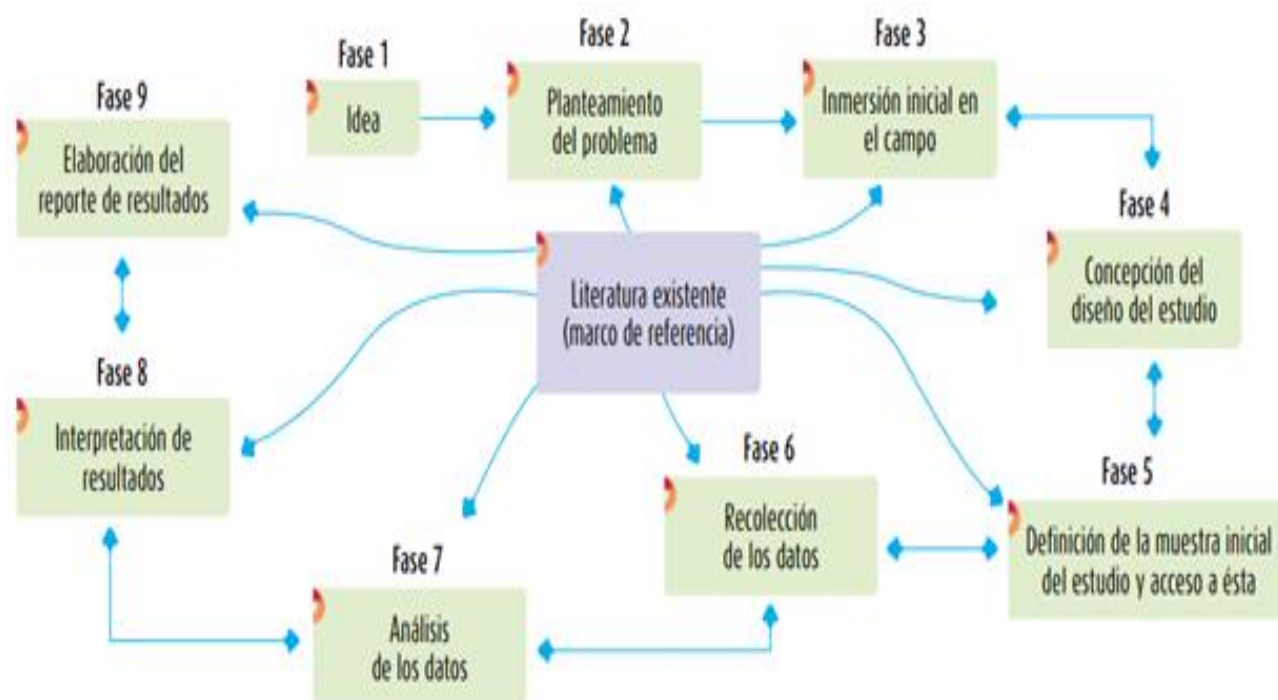 Fase 1
Idea
Fase 2
Planteamiento
del problema
Fase 3
Inmersión inicial en
el campo
Fase 4
Concepción del
diseño del estudio
Fase 5
Definición de la muestra inicial
del estudio y acceso a ésta
Fase 6
Recolección
de los datos
Fase 7
Análisis
de los datos
Fase 8
Interpretación de
resultados
Fase 9
Elaboración del
reporte de resultados
Literatura existente
(marco de referencia)